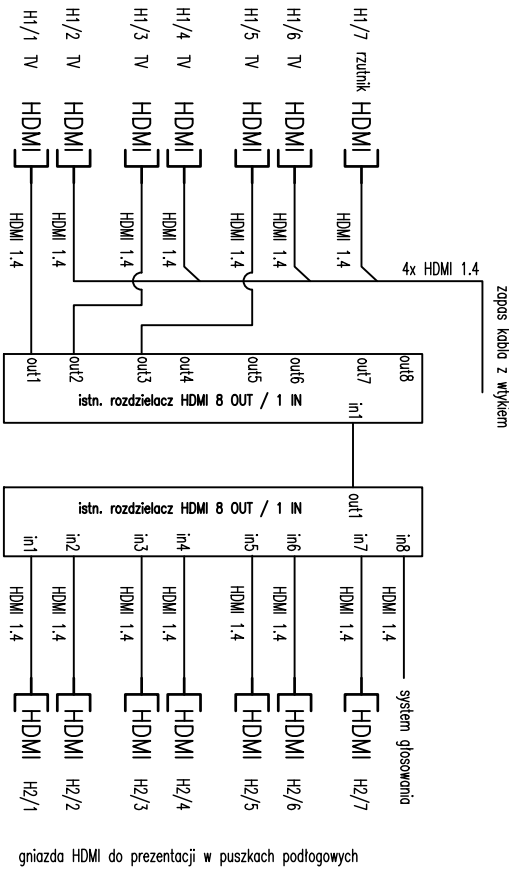 H1/1 TV HDMI
H1/2 TV HDMI
H1/3 TV HDMI
H1/4 TV HDMI
H1/5 TV HDMI
H1/6 TV HDMI
H1/7 rzutnik HDMI
HDMI 1.4
HDMI 1.4
HDMI 1.4
HDMI 1.4
HDMI 1.4
HDMI 1.4
HDMI 1.4
4x HDMI 1.4
zapas kabla z wtykiem
out1
out2
out3
out4
out5
out6
out7
out8
istn. rozdzielacz HDMI 8 OUT / 1 IN
in1
out1
istn. rozdzielacz HDMI 8 OUT / 1 IN
in1
in2
in3
in4
in5
in6
in7
in8
HDMI 1.4
HDMI 1.4
HDMI 1.4
HDMI 1.4
HDMI 1.4
HDMI 1.4
HDMI 1.4
HDMI 1.4
system głosowania
HDMI H2/1
HDMI H2/2
HDMI H2/3
HDMI H2/4
HDMI H2/5
HDMI H2/6
HDMI H2/7
gniazda HDMI do prezentacji w puszkach podłogowych